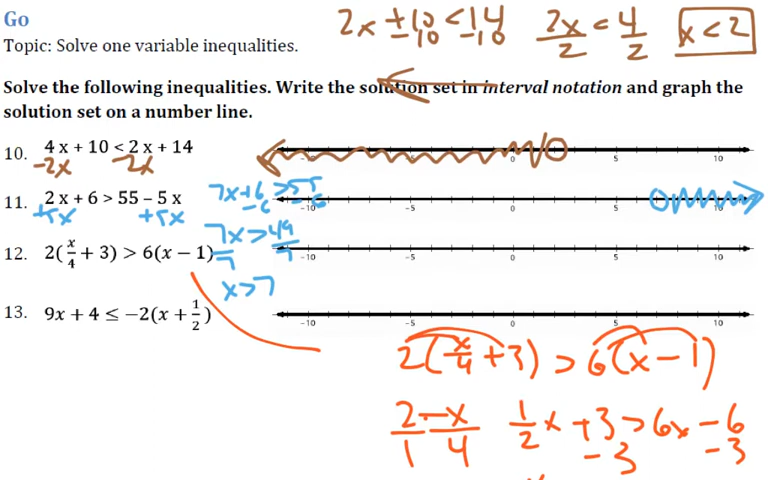 Go
2x + 10 < 14
-10 -10
2x/2 < 4/2
x < 2
Topic: Solve one variable inequalities.
Solve the following inequalities. Write the solution set in interval notation and graph the
solution set on a number line.
10. 4x + 10 < 2x + 14
-2x -2x
-10 -5 0 5 10
11. 2x + 6 > 55 − 5x
+5x +5x
7x+6 > 55
-6 -6
-10 -5 0 5 10
7x > 49
7 7
x > 7
12. 2(x/4 + 3) > 6(x − 1)
-10 -5 0 5 10
13. 9x + 4 ≤ −2(x + 1/2)
-10 -5 0 5 10
2(x/4 + 3) > 6(x − 1)
2/1 x/4
1/2x + 3 > 6x − 6
-3 -3